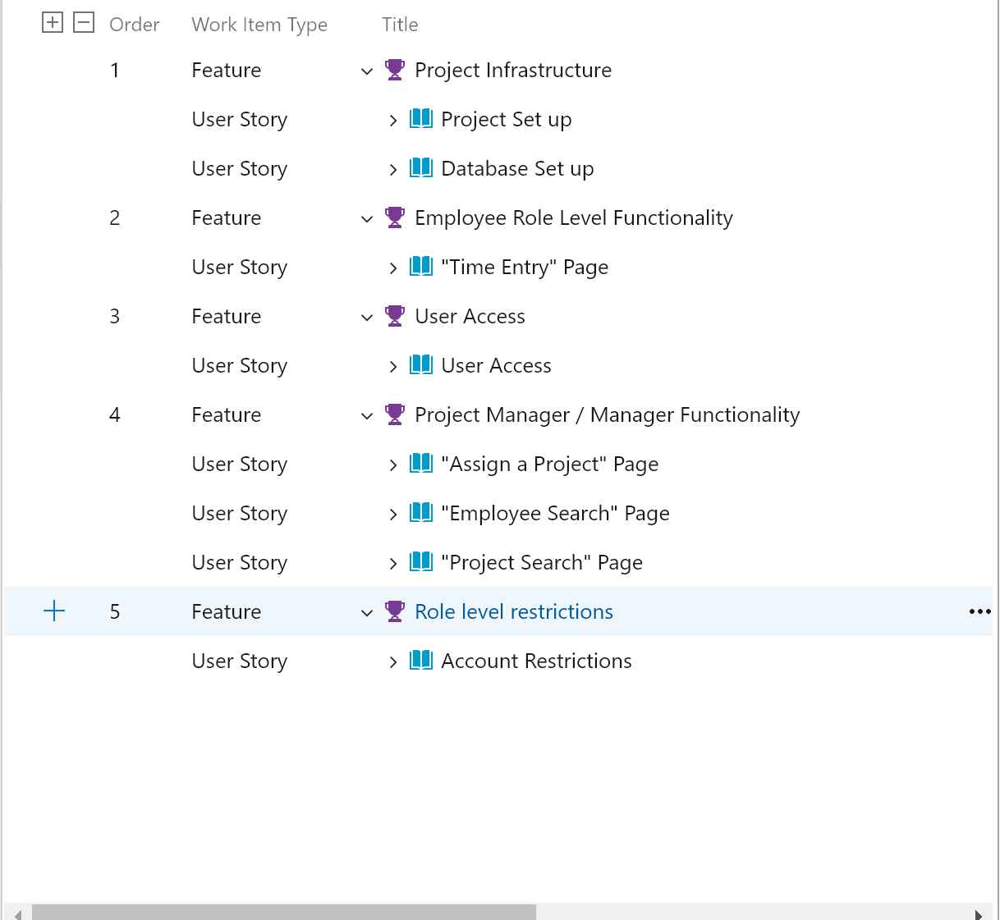 Order Work Item Type Title
1 Feature Project Infrastructure
User Story Project Set up
User Story Database Set up
2 Feature Employee Role Level Functionality
User Story "Time Entry" Page
3 Feature User Access
User Story User Access
4 Feature Project Manager / Manager Functionality
User Story "Assign a Project" Page
User Story "Employee Search" Page
User Story "Project Search" Page
5 Feature Role level restrictions
User Story Account Restrictions